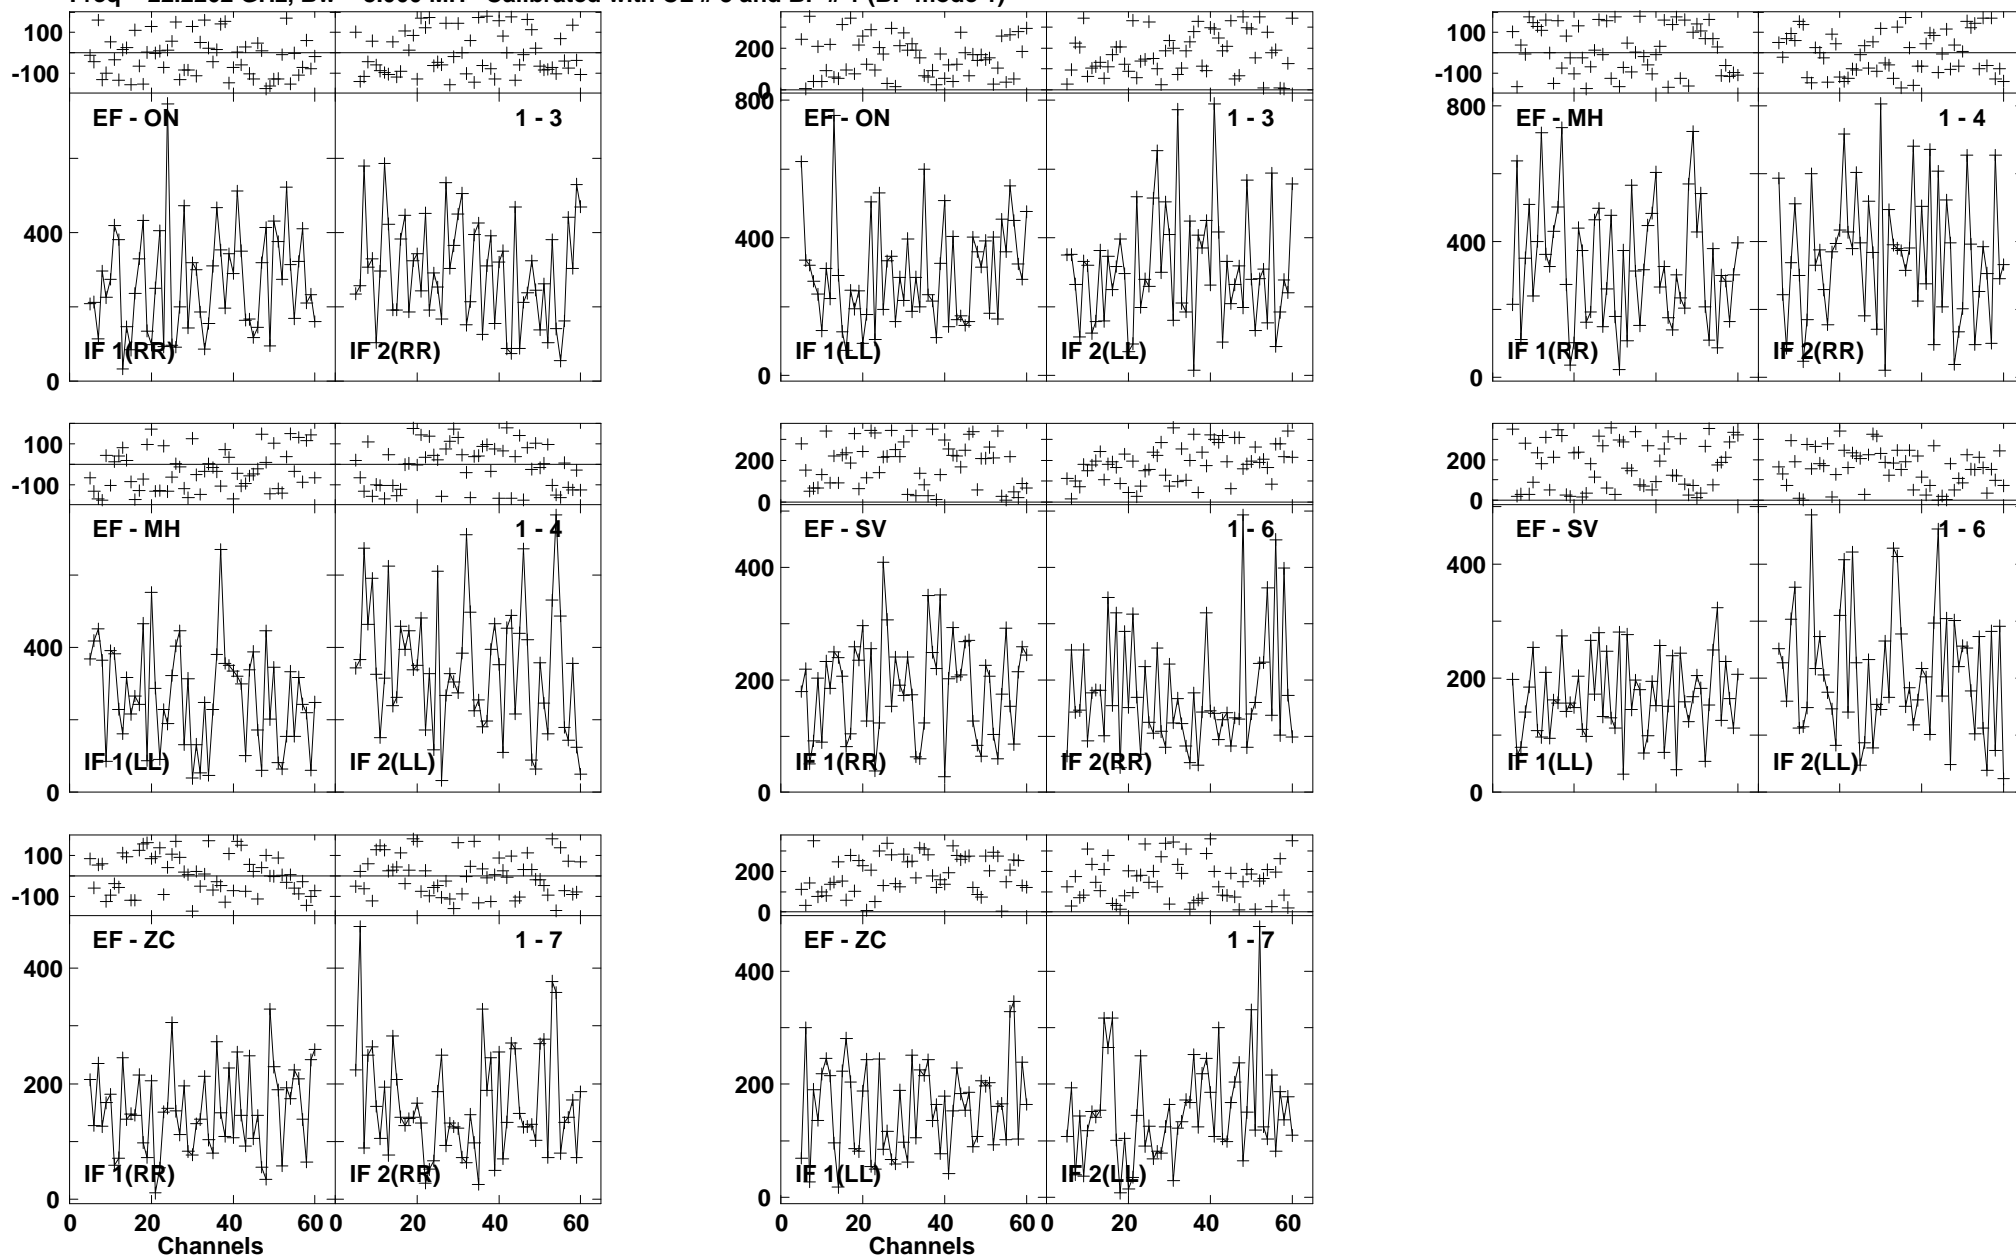 100
-100
EF - ON
1 - 3
400
0
IF 1(RR)
IF 2(RR)
200
0
800
EF - ON
1 - 3
400
0
IF 1(LL)
IF 2(LL)
100
-100
800
EF - MH
1 - 4
400
0
IF 1(RR)
IF 2(RR)
100
-100
EF - MH
1 - 4
400
0
IF 1(LL)
IF 2(LL)
200
0
EF - SV
1 - 6
400
200
0
IF 1(RR)
IF 2(RR)
200
0
EF - SV
1 - 6
400
200
0
IF 1(LL)
IF 2(LL)
100
-100
EF - ZC
1 - 7
400
200
0
IF 1(RR)
IF 2(RR)
0 20 40 60 0 20 40 60
Channels
200
0
EF - ZC
1 - 7
400
200
0
IF 1(LL)
IF 2(LL)
0 20 40 60 0 20 40 60
Channels